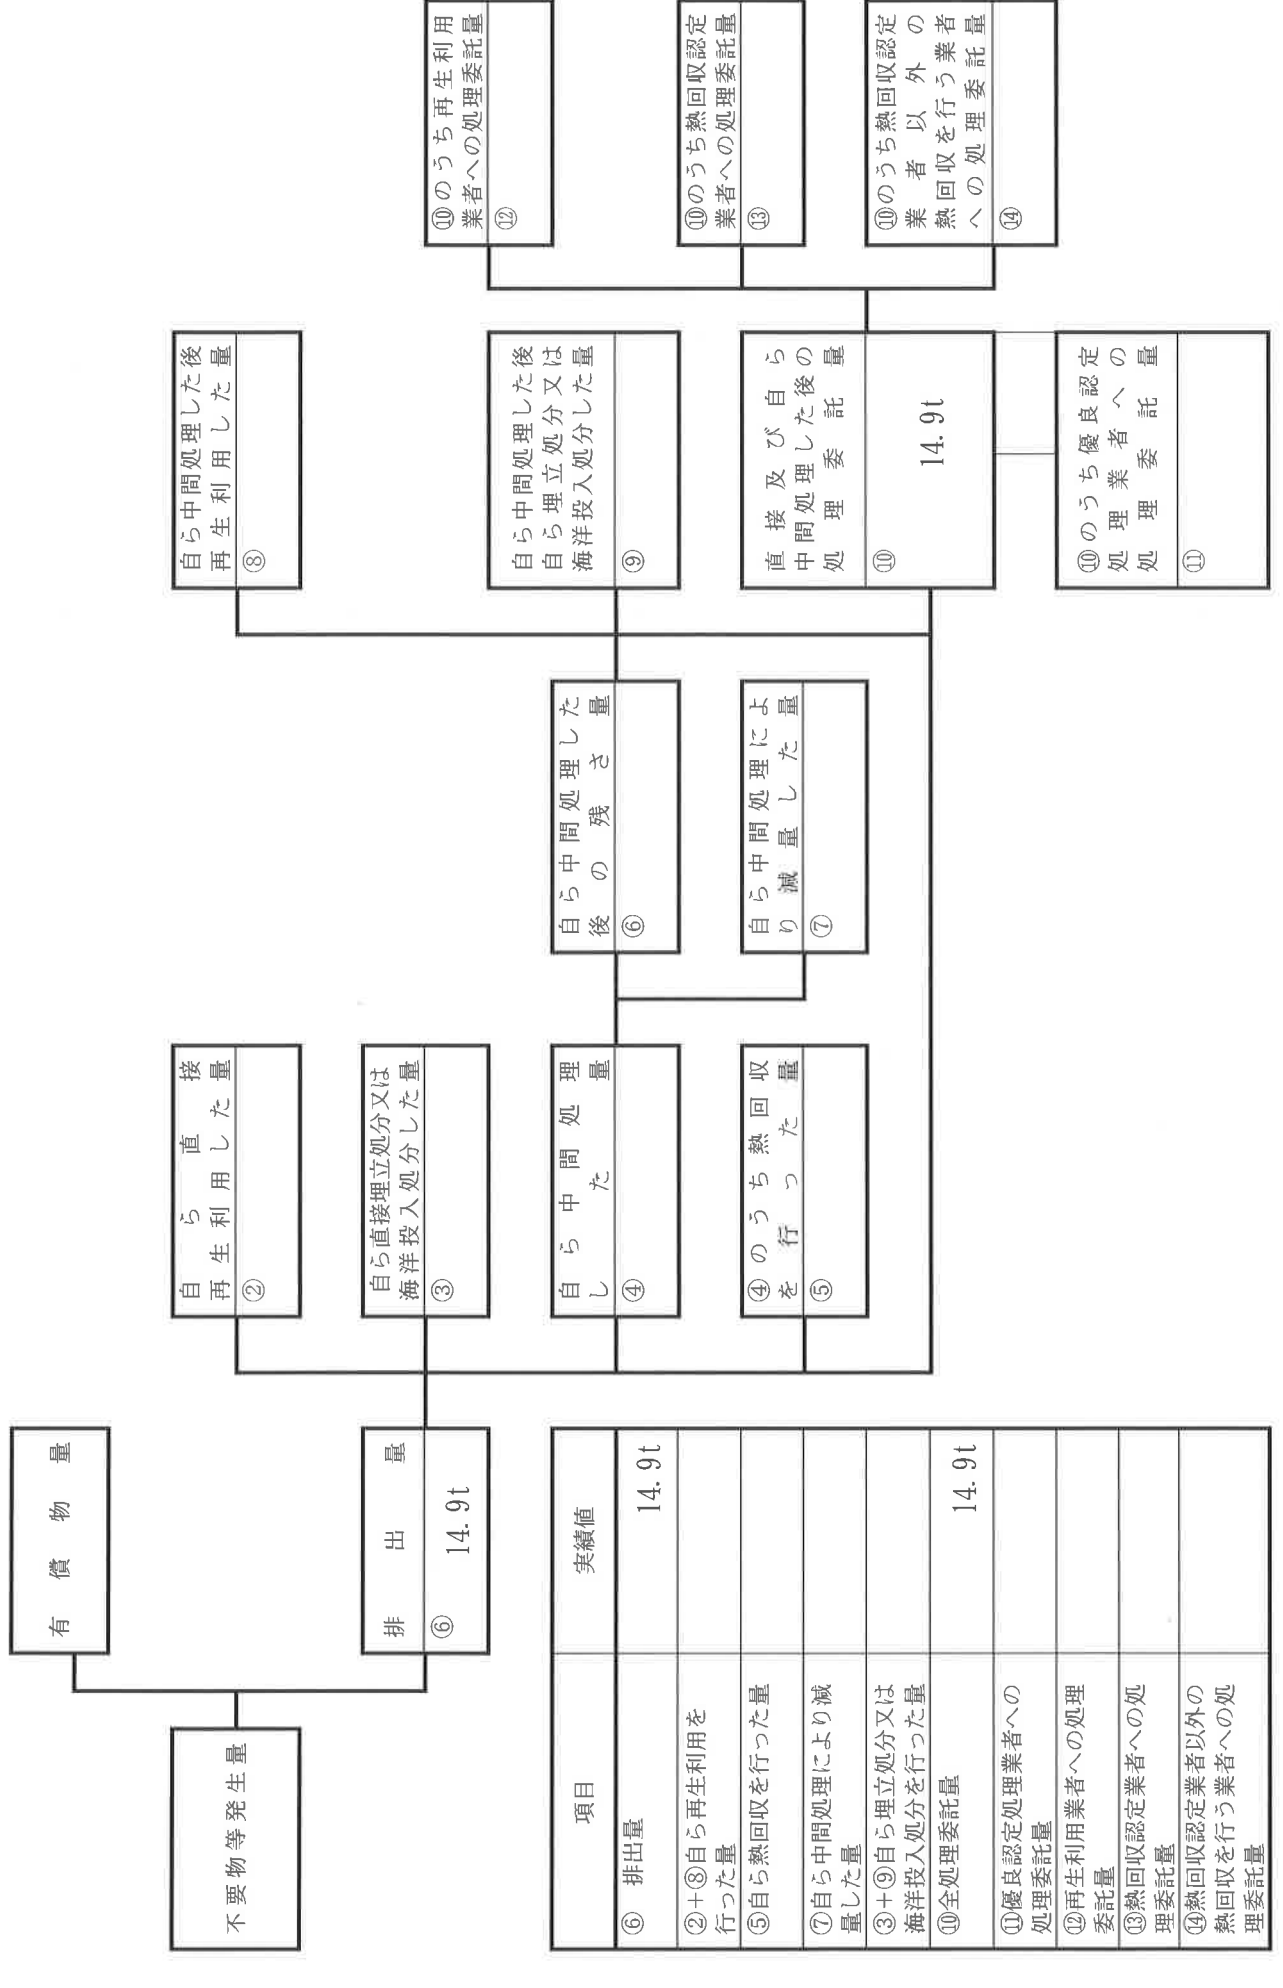 不要物等発生量
有償物量
排出量
⑥
14.9t
自ら直接
再生利用した量
②
自ら直接埋立処分又は
海洋投入処分した量
③
自ら中間処理
した量
④
④のうち熱回収
を行った量
⑤
自ら中間処理した
後の残さ量
⑥
自ら中間処理によ
り減量した量
⑦
自ら中間処理した後
再生利用した量
⑧
自ら中間処理した後
自ら埋立処分又は
海洋投入処分した量
⑨
直接及び自ら
中間処理した後の
処理委託量
⑩
14.9t
⑩のうち優良認定
処理業者への
処理委託量
⑪
⑩のうち再生利用
業者への処理委託量
⑫
⑩のうち熱回収認定
業者への処理委託量
⑬
⑩のうち熱回収認定
業者以外の
熱回収を行う業者
への処理委託量
⑭
項目 実績値
⑥ 排出量 14.9t
②+⑧自ら再生利用を
行った量
⑤自ら熱回収を行った量
⑦自ら中間処理により減
量した量
③+⑨自ら埋立処分又は
海洋投入処分を行った量
⑩全処理委託量 14.9t
⑪優良認定処理業者への
処理委託量
⑫再生利用業者への処理
委託量
⑬熱回収認定業者への処
理委託量
⑭熱回収認定業者以外の
熱回収を行う業者への処
理委託量